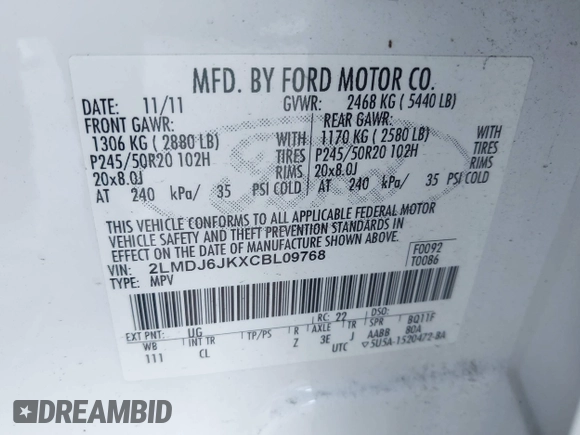 MFD. BY FORD MOTOR CO.
DATE: 11/11 GVWR: 2468 KG ( 5440 LB)
FRONT GAWR: REAR GAWR:
1306 KG ( 2880 LB) WITH 1170 KG ( 2580 LB) WITH
P245/50R20 102H TIRES P245/50R20 102H TIRES
20x8.0J RIMS 20x8.0J RIMS
AT 240 kPa/ 35 PSI COLD AT 240 kPa/ 35 PSI COLD
THIS VEHICLE CONFORMS TO ALL APPLICABLE FEDERAL MOTOR
VEHICLE SAFETY AND THEFT PREVENTION STANDARDS IN
EFFECT ON THE DATE OF MANUFACTURE SHOWN ABOVE.
VIN: 2LMDJ6JKXCBL09768 F0092
TYPE: MPV T0086
EXT PNT: UG RC: 22 DSO:
WB INT TR TP/PS R AXLE TR SPR BQ11F
111 CL Z 3E J AABB 80A
UTC 5U5A-1520472-BA
DREAMBID